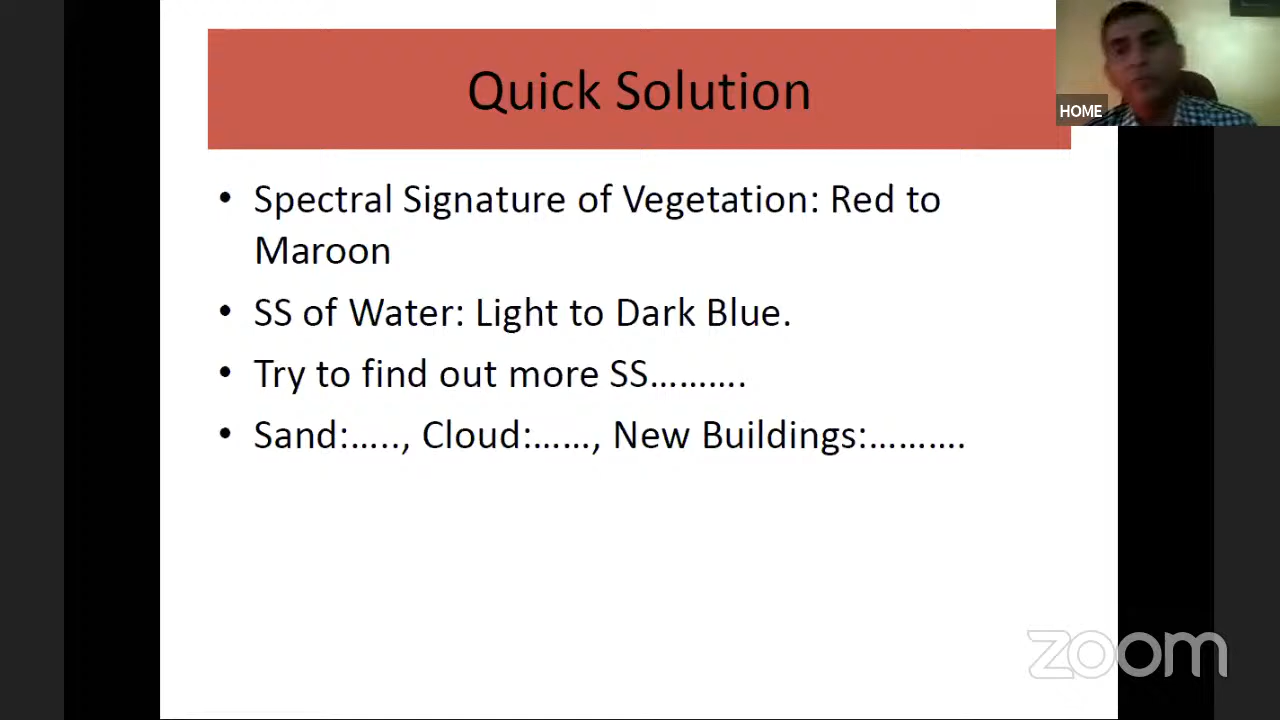 Quick Solution
HOME
• Spectral Signature of Vegetation: Red to
Maroon
• SS of Water: Light to Dark Blue.
• Try to find out more SS..........
• Sand:....., Cloud:......, New Buildings:..........
zoom